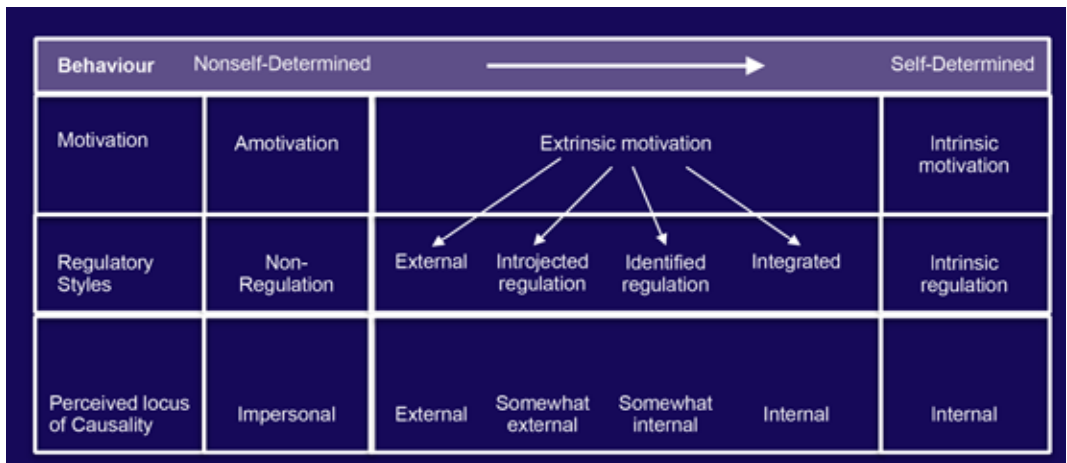 Behaviour Nonself-Determined Self-Determined
Motivation Amotivation Extrinsic motivation Intrinsic
motivation
Regulatory Non- External Introjected Identified Integrated Intrinsic
Styles Regulation regulation regulation regulation
Perceived locus Impersonal External Somewhat Somewhat Internal Internal
of Causality external internal